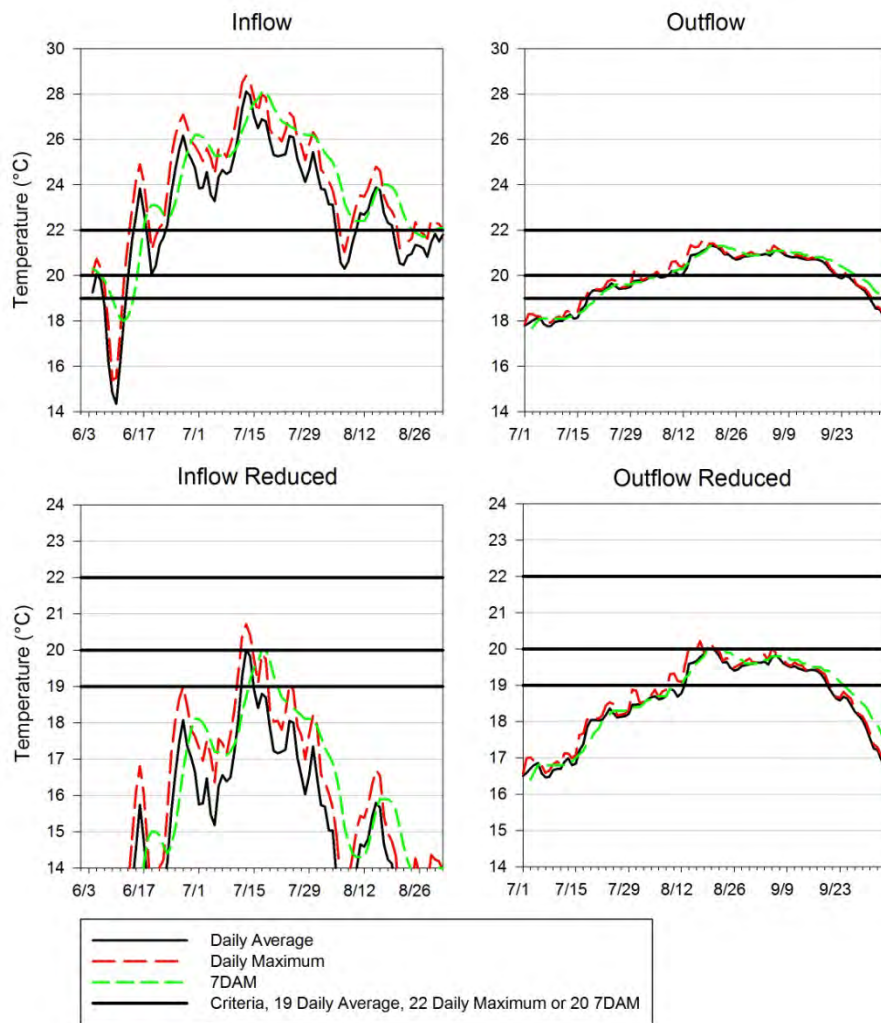 Inflow
Outflow
Temperature (°C)
30
28
26
24
22
20
18
16
14
6/3 6/17 7/1 7/15 7/29 8/12 8/26
30
28
26
24
22
20
18
16
14
7/1 7/15 7/29 8/12 8/26 9/9 9/23
Inflow Reduced
Outflow Reduced
Temperature (°C)
24
23
22
21
20
19
18
17
16
15
14
6/3 6/17 7/1 7/15 7/29 8/12 8/26
24
23
22
21
20
19
18
17
16
15
14
7/1 7/15 7/29 8/12 8/26 9/9 9/23
Daily Average
Daily Maximum
7DAM
Criteria, 19 Daily Average, 22 Daily Maximum or 20 7DAM